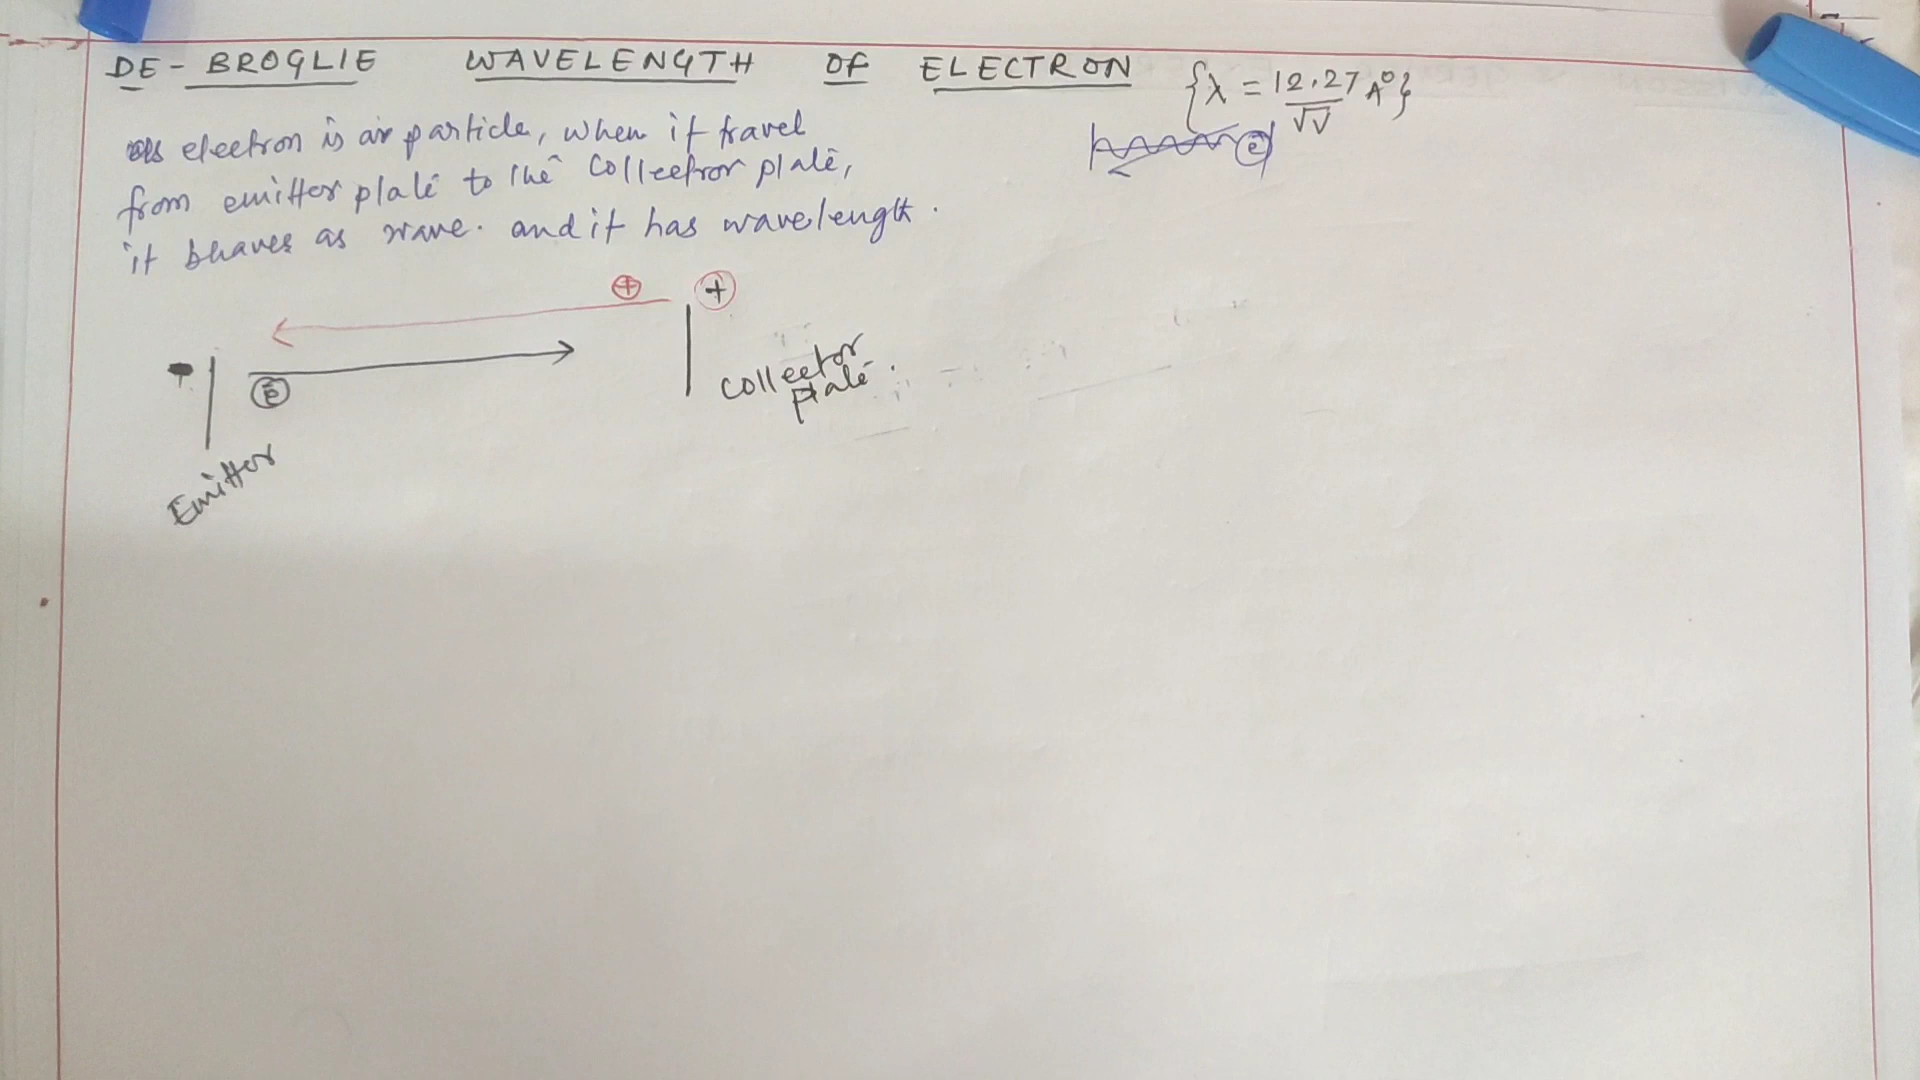 DE-BROGLIE WAVELENGTH OF ELECTRON {λ = 12.27/√V A°}
electron is a particle, when it travel
from emitter plate to the collector plate,
it bhaves as wave. and it has wavelength.
e
⊕ +
-
e
collector
plate.
Emitter